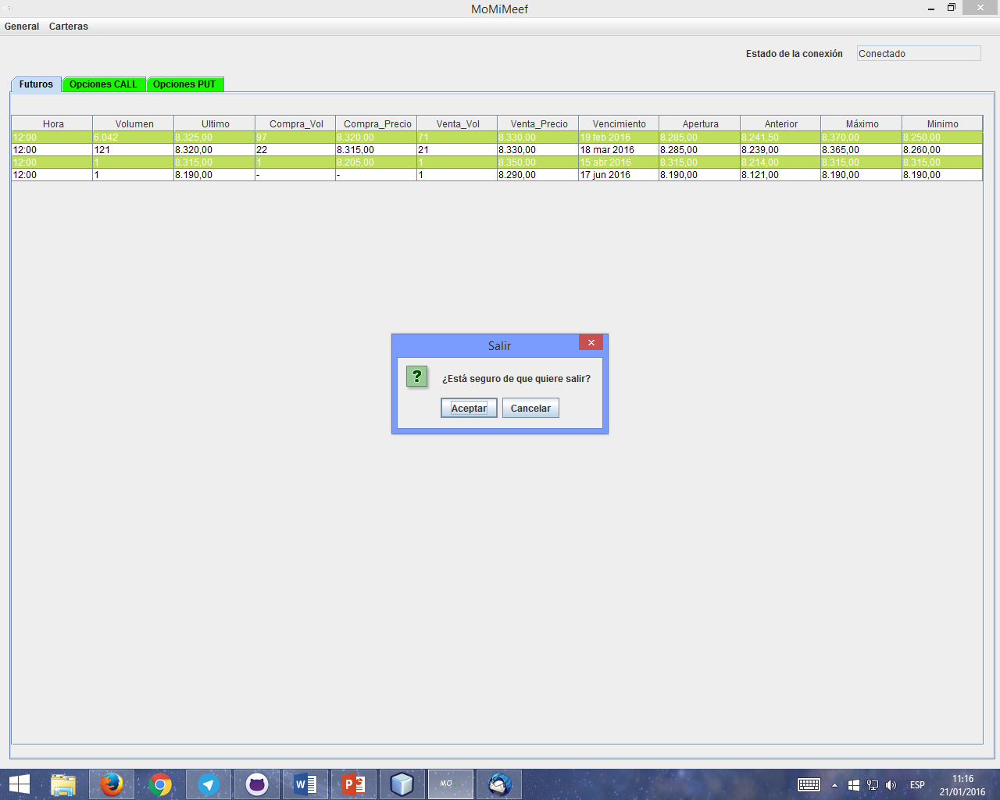 MoMiMeef
General Carteras
Estado de la conexión Conectado
Futuros Opciones CALL Opciones PUT
Hora Volumen Ultimo Compra_Vol Compra_Precio Venta_Vol Venta_Precio Vencimiento Apertura Anterior Máximo Minimo
12:00 6.042 8.325,00 97 8.320,00 71 8.330,00 19 feb 2016 8.285,00 8.241,50 8.370,00 8.250,00
12:00 121 8.320,00 22 8.315,00 21 8.330,00 18 mar 2016 8.285,00 8.239,00 8.365,00 8.260,00
12:00 1 8.315,00 1 8.205,00 1 8.350,00 15 abr 2016 8.315,00 8.214,00 8.315,00 8.315,00
12:00 1 8.190,00 - - 1 8.290,00 17 jun 2016 8.190,00 8.121,00 8.190,00 8.190,00
Salir
?
¿Está seguro de que quiere salir?
Aceptar Cancelar
MO
ESP
11:16
21/01/2016